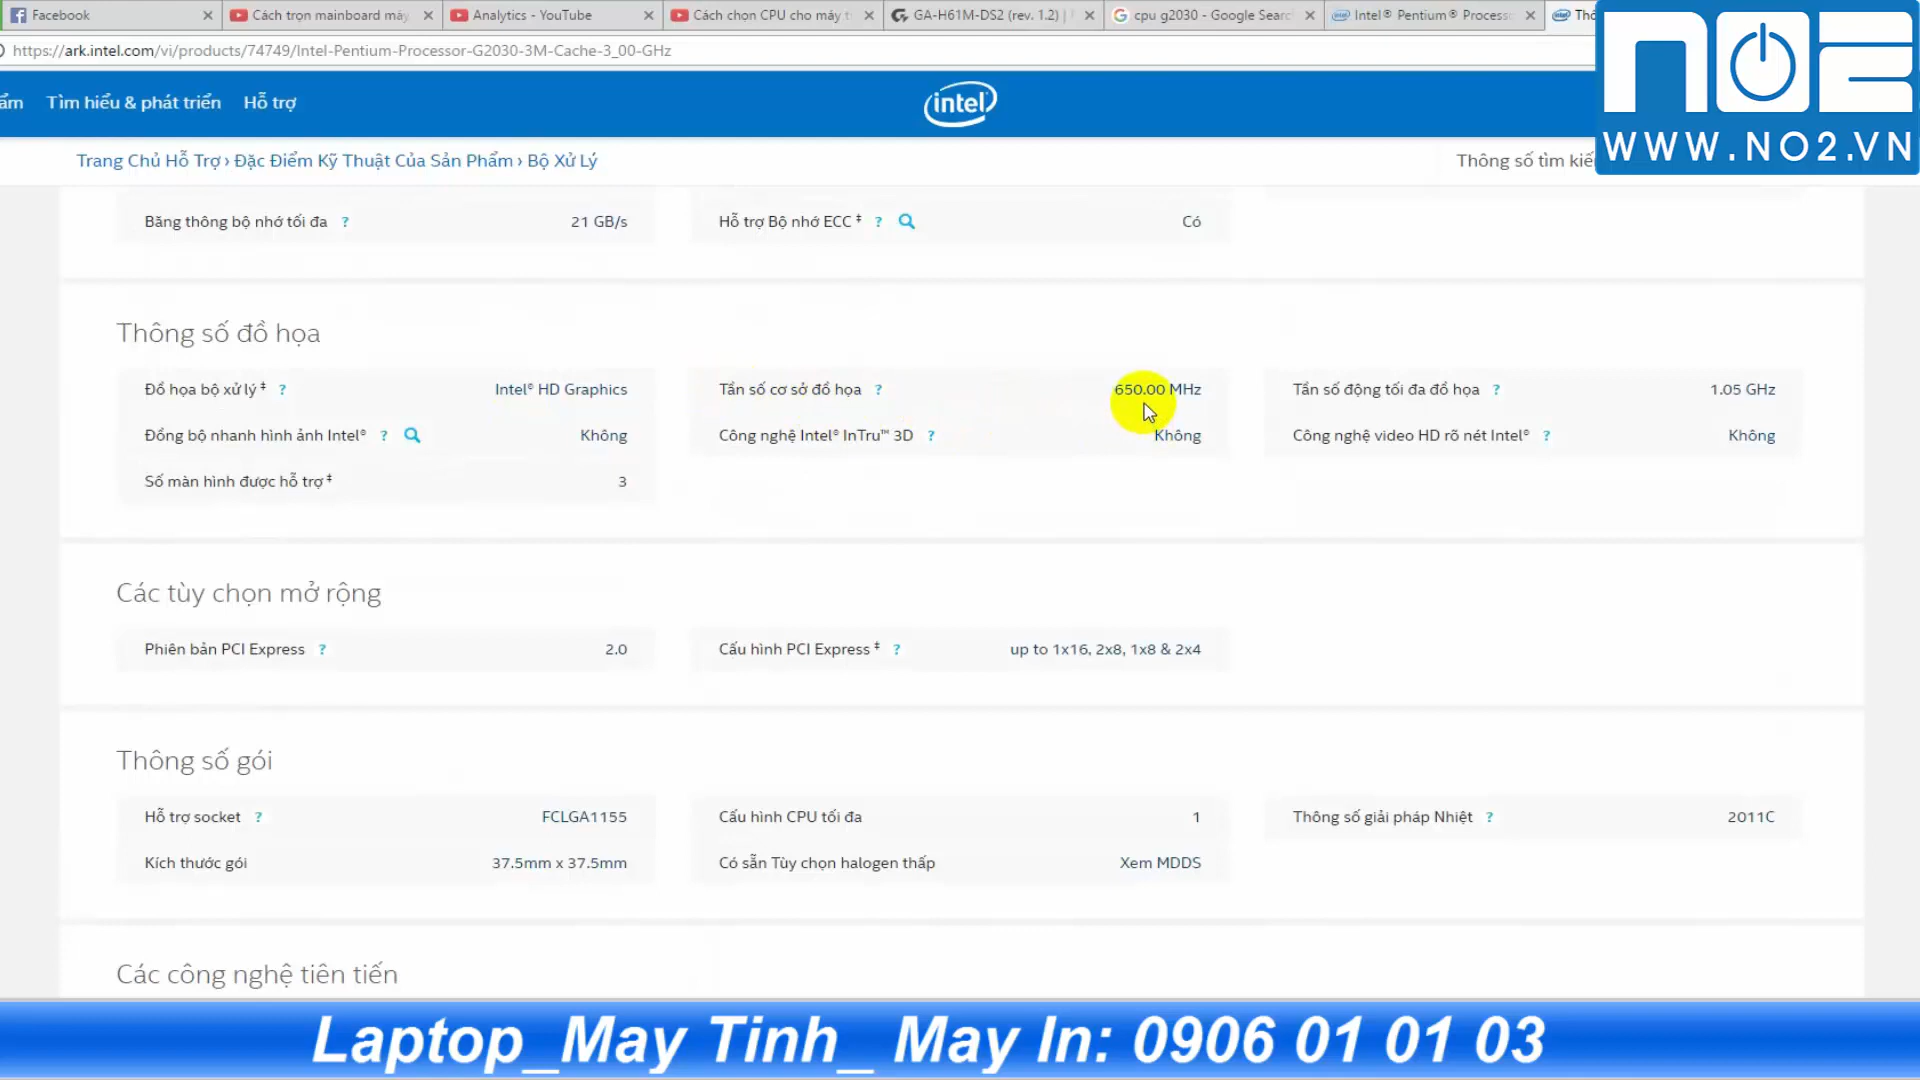 Facebook
Cách trọn mainboard máy
Analytics - YouTube
Cách chọn CPU cho máy t
GA-H61M-DS2 (rev. 1.2) |
cpu g2030 - Google Searc
Intel® Pentium® Process
Thô
https://ark.intel.com/vi/products/74749/Intel-Pentium-Processor-G2030-3M-Cache-3_00-GHz
NO2
WWW.NO2.VN
ẩm Tìm hiểu & phát triển Hỗ trợ
intel
Trang Chủ Hỗ Trợ › Đặc Điểm Kỹ Thuật Của Sản Phẩm › Bộ Xử Lý
Thông số tìm kiế
Băng thông bộ nhớ tối đa ? 21 GB/s
Hỗ trợ Bộ nhớ ECC ‡ ? Có
Thông số đồ họa
Đồ họa bộ xử lý ‡ ? Intel® HD Graphics
Tần số cơ sở đồ họa ? 650.00 MHz
Tần số động tối đa đồ họa ? 1.05 GHz
Đồng bộ nhanh hình ảnh Intel® ? Không
Công nghệ Intel® InTru™ 3D ? Không
Công nghệ video HD rõ nét Intel® ? Không
Số màn hình được hỗ trợ ‡ 3
Các tùy chọn mở rộng
Phiên bản PCI Express ? 2.0
Cấu hình PCI Express ‡ ? up to 1x16, 2x8, 1x8 & 2x4
Thông số gói
Hỗ trợ socket ? FCLGA1155
Cấu hình CPU tối đa 1
Thông số giải pháp Nhiệt ? 2011C
Kích thước gói 37.5mm x 37.5mm
Có sẵn Tùy chọn halogen thấp Xem MDDS
Các công nghệ tiên tiến
Laptop_May Tinh_ May In: 0906 01 01 03